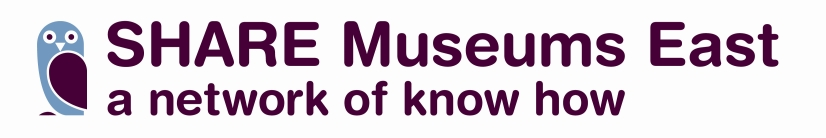 SHARE Museums East
a network of know how